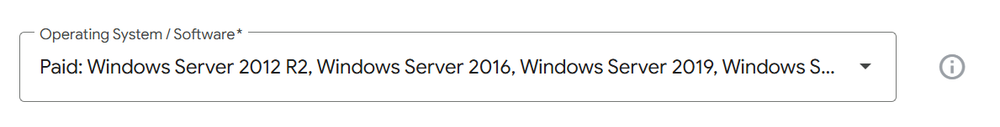 Operating System / Software*
Paid: Windows Server 2012 R2, Windows Server 2016, Windows Server 2019, Windows S...